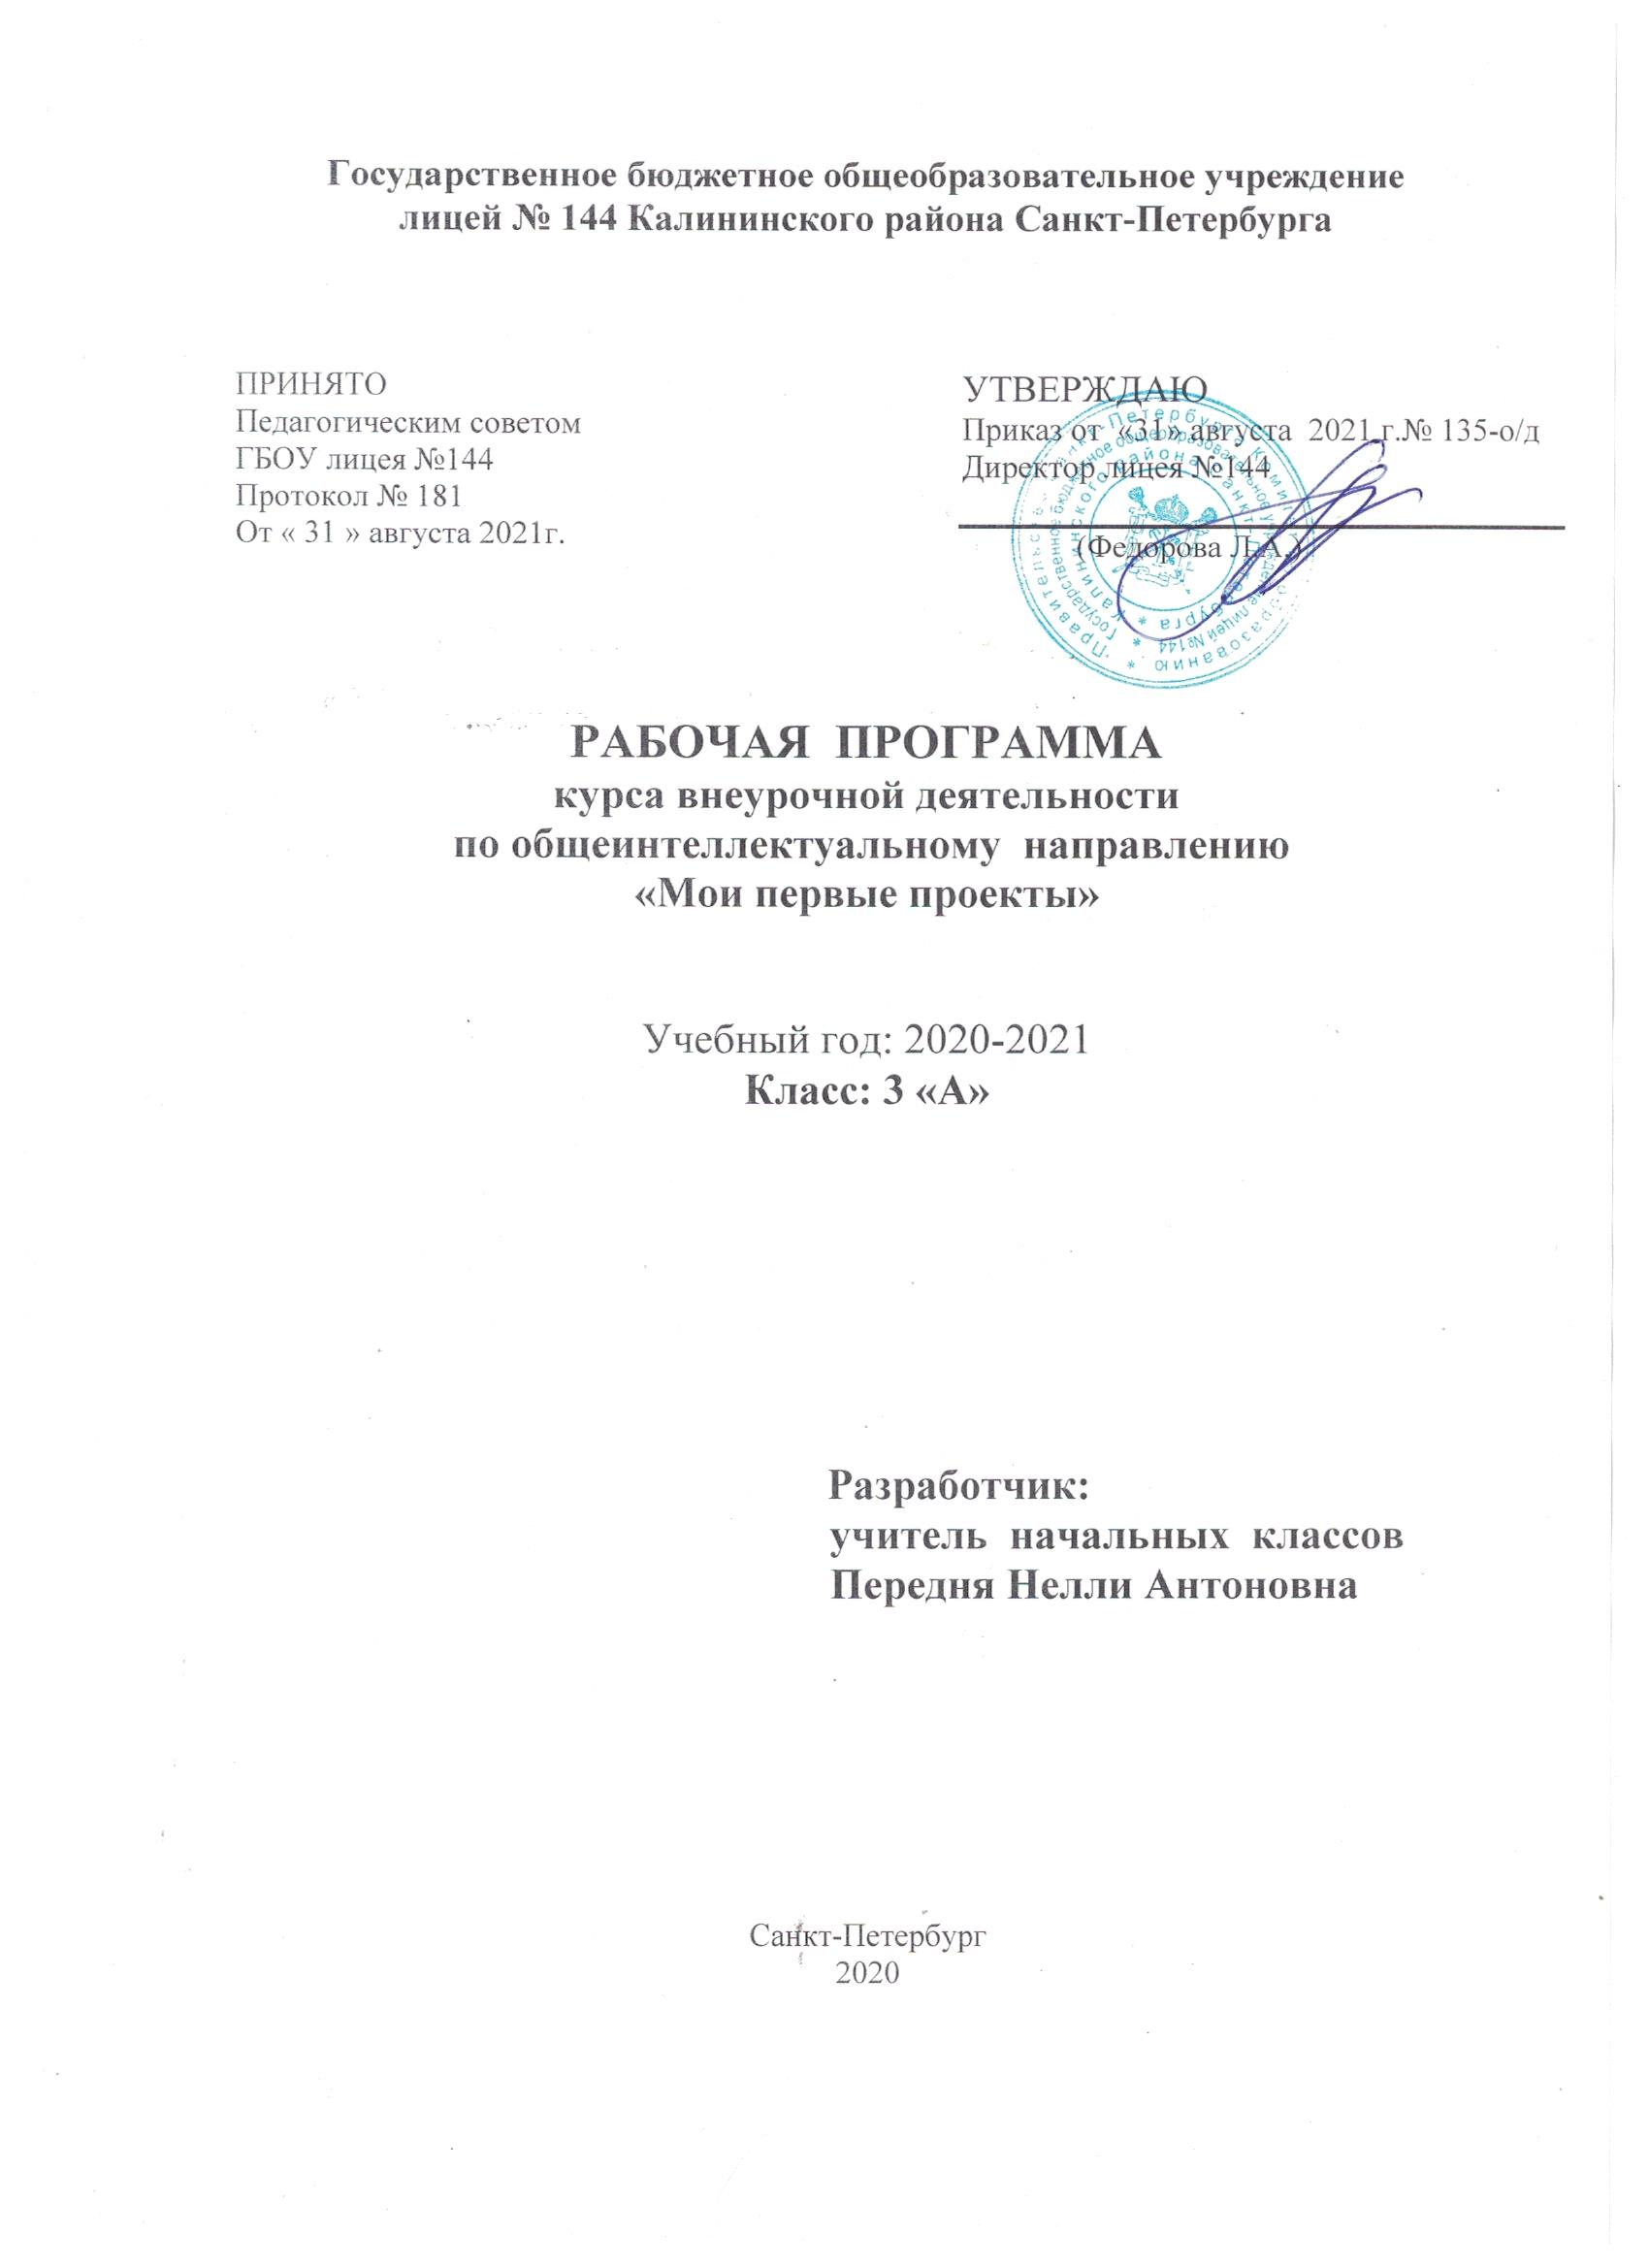 Государственное бюджетное общеобразовательное учреждение
лицей № 144 Калининского района Санкт-Петербурга
ПРИНЯТО
Педагогическим советом
ГБОУ лицея №144
Протокол № 181
От « 31 » августа 2021г.
УТВЕРЖДАЮ
Приказ от «31» августа 2021 г.№ 135-о/д
Директор лицея №144
(Федорова Л.А.)
РАБОЧАЯ ПРОГРАММА
курса внеурочной деятельности
по общеинтеллектуальному направлению
«Мои первые проекты»
Учебный год: 2020-2021
Класс: 3 «А»
Разработчик:
учитель начальных классов
Передня Нелли Антоновна
Санкт-Петербург
2020